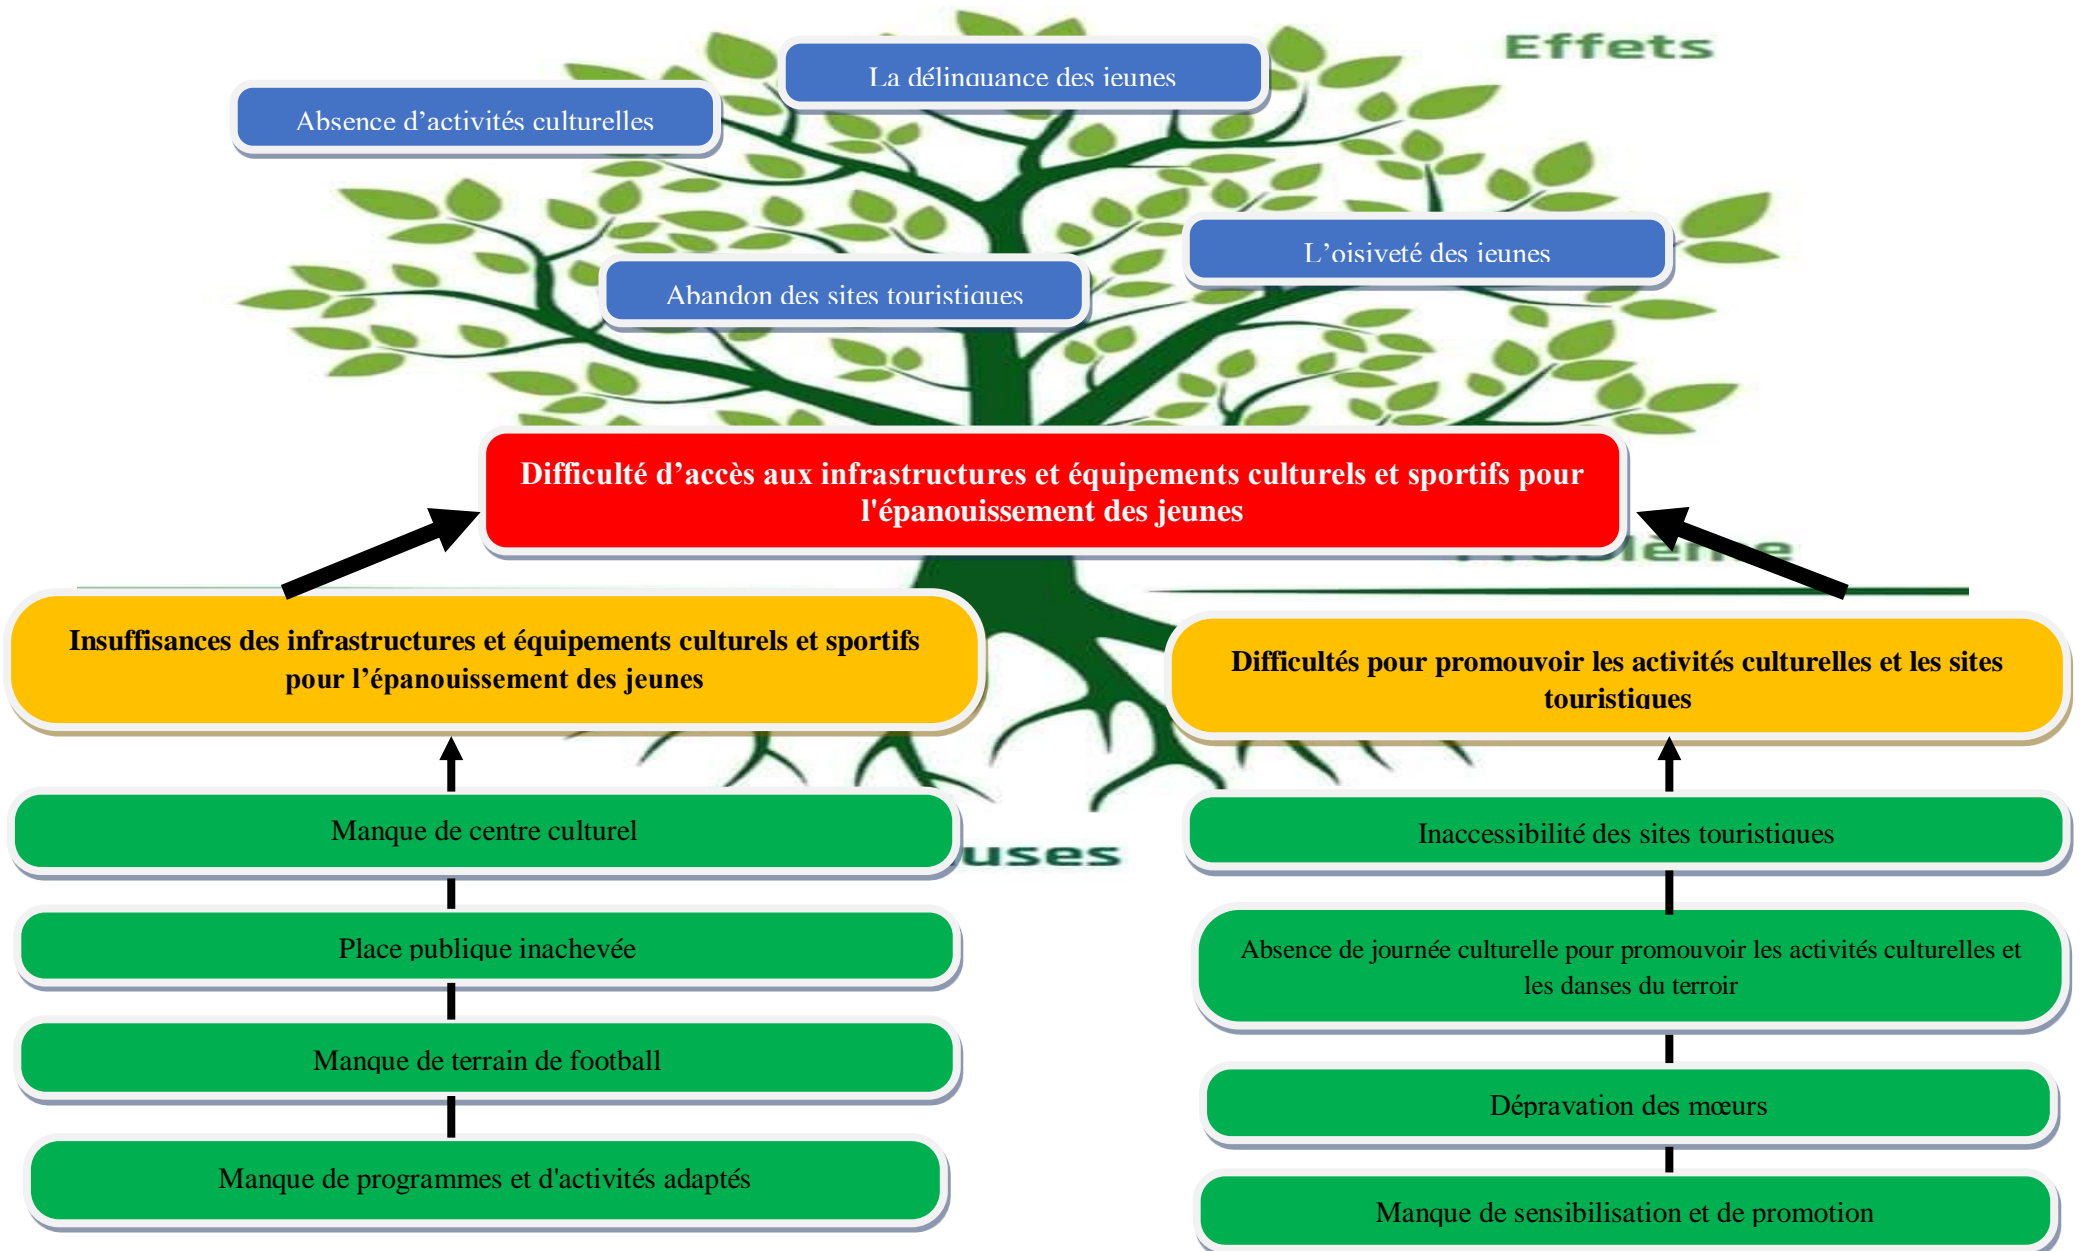 Effets
La délinquance des jeunes
Absence d’activités culturelles
L’oisiveté des jeunes
Abandon des sites touristiques
Difficulté d’accès aux infrastructures et équipements culturels et sportifs pour
l'épanouissement des jeunes
Problème
Insuffisances des infrastructures et équipements culturels et sportifs
pour l’épanouissement des jeunes
Difficultés pour promouvoir les activités culturelles et les sites
touristiques
Manque de centre culturel
Inaccessibilité des sites touristiques
uses
Place publique inachevée
Absence de journée culturelle pour promouvoir les activités culturelles et
les danses du terroir
Manque de terrain de football
Dépravation des mœurs
Manque de programmes et d'activités adaptés
Manque de sensibilisation et de promotion